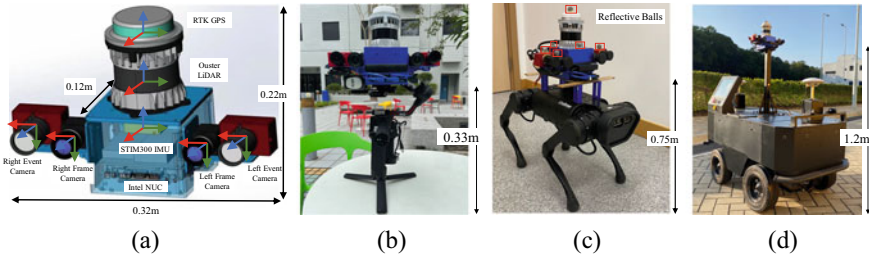 RTK GPS
Ouster
LiDAR
0.12m
0.22m
STIM300 IMU
Right Event
Camera
Right Frame
Camera
Intel NUC
Left Frame
Camera
Left Event
Camera
0.32m
(a)
0.33m
(b)
Reflective Balls
0.75m
(c)
1.2m
(d)